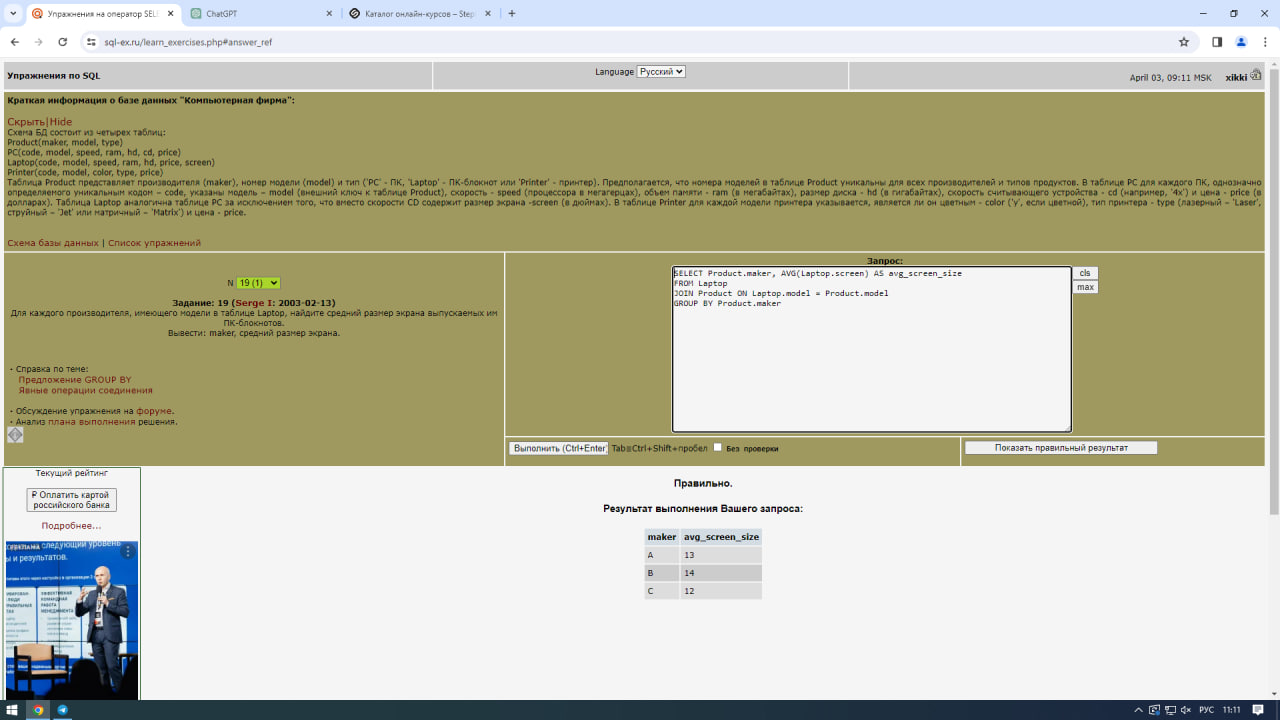 Упражнения на оператор SEL
ChatGPT
Каталог онлайн-курсов – Step
sql-ex.ru/learn_exercises.php#answer_ref
Упражнения по SQL
Language Русский
April 03, 09:11 MSK xikki
Краткая информация о базе данных "Компьютерная фирма":
Скрыть|Hide
Схема БД состоит из четырех таблиц:
Product(maker, model, type)
PC(code, model, speed, ram, hd, cd, price)
Laptop(code, model, speed, ram, hd, price, screen)
Printer(code, model, color, type, price)
Таблица Product представляет производителя (maker), номер модели (model) и тип ('PC' - ПК, 'Laptop' - ПК-блокнот или 'Printer' - принтер). Предполагается, что номера моделей в таблице Product уникальны для всех производителей и типов продуктов. В таблице PC для каждого ПК, однозначно
определяемого уникальным кодом – code, указаны модель – model (внешний ключ к таблице Product), скорость - speed (процессора в мегагерцах), объем памяти - ram (в мегабайтах), размер диска - hd (в гигабайтах), скорость считывающего устройства - cd (например, '4x') и цена - price (в
долларах). Таблица Laptop аналогична таблице РС за исключением того, что вместо скорости CD содержит размер экрана -screen (в дюймах). В таблице Printer для каждой модели принтера указывается, является ли он цветным - color ('y', если цветной), тип принтера - type (лазерный – 'Laser',
струйный – 'Jet' или матричный – 'Matrix') и цена - price.
Схема базы данных | Список упражнений
N 19 (1)
Задание: 19 (Serge I: 2003-02-13)
Для каждого производителя, имеющего модели в таблице Laptop, найдите средний размер экрана выпускаемых им
ПК-блокнотов.
Вывести: maker, средний размер экрана.
· Справка по теме:
Предложение GROUP BY
Явные операции соединения
· Обсуждение упражнения на форуме.
· Анализ плана выполнения решения.
Запрос:
SELECT Product.maker, AVG(Laptop.screen) AS avg_screen_size
FROM Laptop
JOIN Product ON Laptop.model = Product.model
GROUP BY Product.maker
cls
max
Выполнить (Ctrl+Enter) Tab≡Ctrl+Shift+пробел Без проверки
Показать правильный результат
Текущий рейтинг
₽ Оплатить картой
российского банка
Подробнее...
Правильно.
Результат выполнения Вашего запроса:
maker avg_screen_size
A 13
B 14
C 12
РЕКЛАМА
на следующий уровень
ы и результатов.
ЭФФЕКТИВНАЯ
КОМАНДНАЯ
РАБОТА
МЕНЕДЖМЕНТА
РУС 11:11